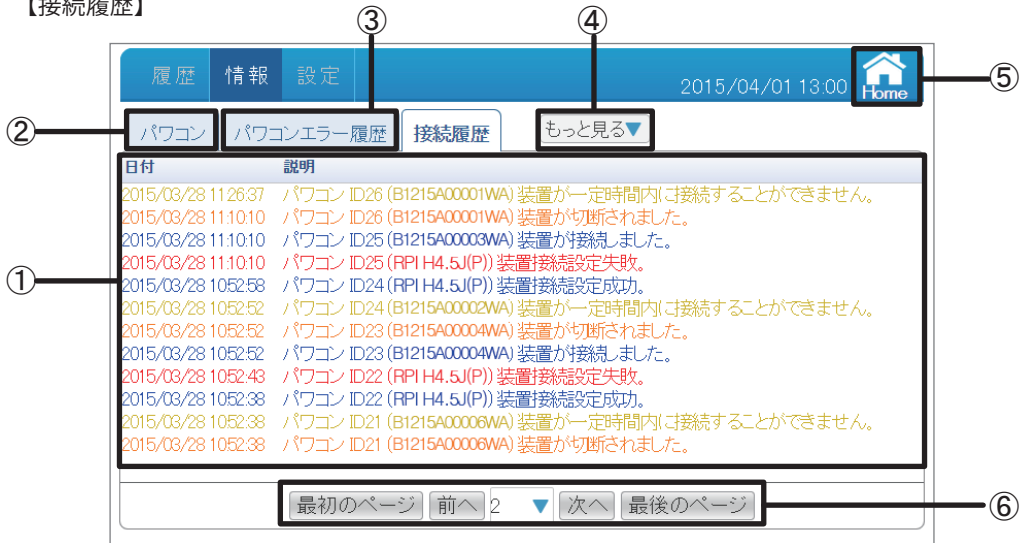 【接続履歴】
③ ④
履歴 情報 設定 2015/04/01 13:00 Home ⑤
② パワコン パワコンエラー履歴 接続履歴 もっと見る▼
日付 説明
2015/03/28 11:26:37 パワコン ID26 (B1215A00001WA) 装置が一定時間内に接続することができません。
2015/03/28 11:10:10 パワコン ID26 (B1215A00001WA) 装置が切断されました。
2015/03/28 11:10:10 パワコン ID25 (B1215A00003WA) 装置が接続しました。
2015/03/28 11:10:10 パワコン ID25 (RPI H4.5J(P)) 装置接続設定失敗。
① 2015/03/28 10:52:58 パワコン ID24 (RPI H4.5J(P)) 装置接続設定成功。
2015/03/28 10:52:52 パワコン ID24 (B1215A00002WA) 装置が一定時間内に接続することができません。
2015/03/28 10:52:52 パワコン ID23 (B1215A00004WA) 装置が切断されました。
2015/03/28 10:52:52 パワコン ID23 (B1215A00004WA) 装置が接続しました。
2015/03/28 10:52:43 パワコン ID22 (RPI H4.5J(P)) 装置接続設定失敗。
2015/03/28 10:52:38 パワコン ID22 (RPI H4.5J(P)) 装置接続設定成功。
2015/03/28 10:52:38 パワコン ID21 (B1215A00006WA) 装置が一定時間内に接続することができません。
2015/03/28 10:52:38 パワコン ID21 (B1215A00006WA) 装置が切断されました。
最初のページ 前へ 2 ▼ 次へ 最後のページ ⑥